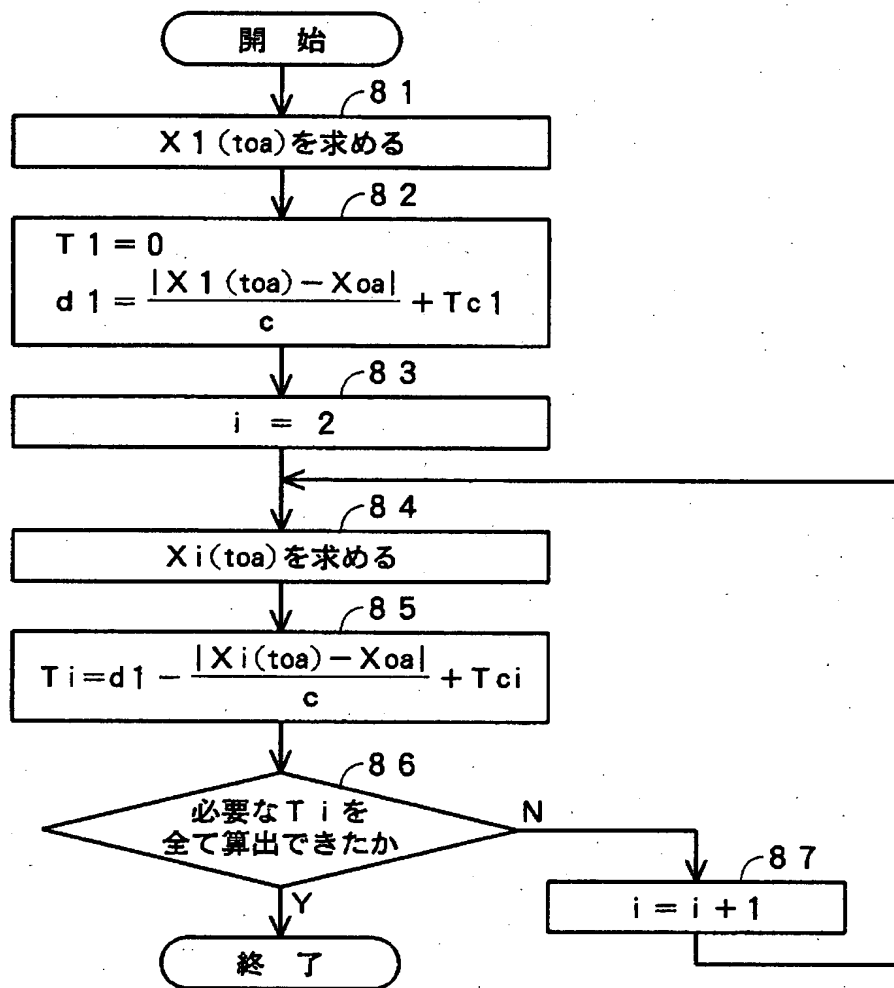 開始
81
X1(toa)を求める
82
T1=0
d1=|X1(toa)-Xoa|/c+Tc1
83
i=2
84
Xi(toa)を求める
85
Ti=d1-|Xi(toa)-Xoa|/c+Tci
86
必要なTiを
全て算出できたか
N
87
i=i+1
Y
終了